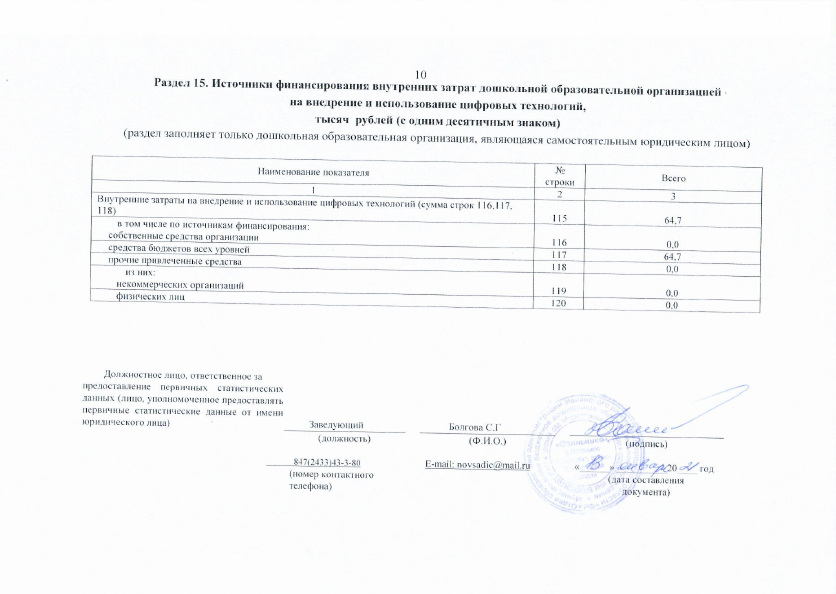 10
Раздел 15. Источники финансирования внутренних затрат дошкольной образовательной организацией
на внедрение и использование цифровых технологий,
тысяч рублей (с одним десятичным знаком)
(раздел заполняет только дошкольная образовательная организация, являющаяся самостоятельным юридическим лицом)
Наименование показателя № строки Всего
1 2 3
Внутренние затраты на внедрение и использование цифровых технологий (сумма строк 116,117,
118) 115 64,7
в том числе по источникам финансирования:
собственные средства организации 116 0,0
средства бюджетов всех уровней 117 64,7
прочие привлеченные средства 118 0,0
из них:
некоммерческих организаций 119 0,0
физических лиц 120 0,0
Должностное лицо, ответственное за
предоставление первичных статистических
данных (лицо, уполномоченное предоставлять
первичные статистические данные от имени
юридического лица) Заведующий Болгова С.Г
(должность) (Ф.И.О.) (подпись)
847(2433)43-3-80 E-mail: novsadic@mail.ru « » января 20 21 год
(номер контактного (дата составления
телефона) документа)